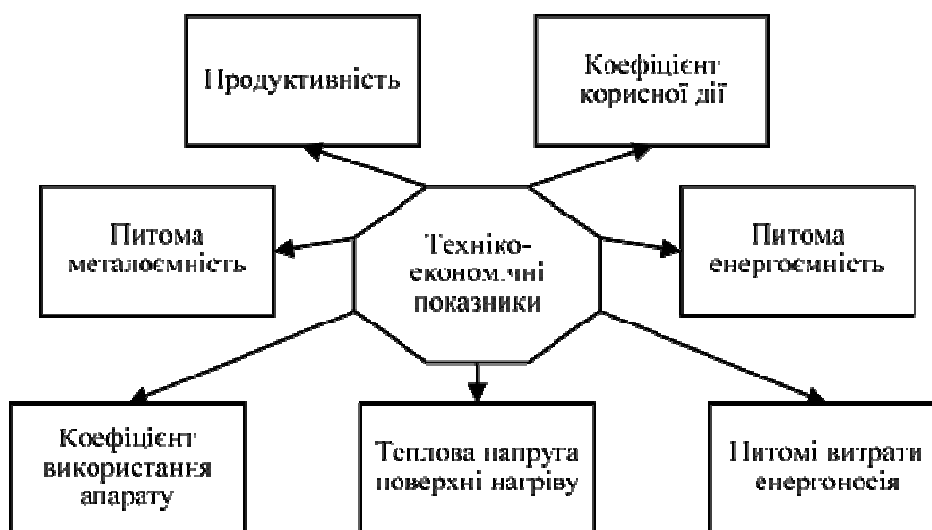 Продуктивність
Коефіцієнт
корисної дії
Питома
металоємність
Техніко-
економічні
показники
Питома
енергоємність
Коефіцієнт
використання
апарату
Теплова напруга
поверхні нагріву
Питомі витрати
енергоносія